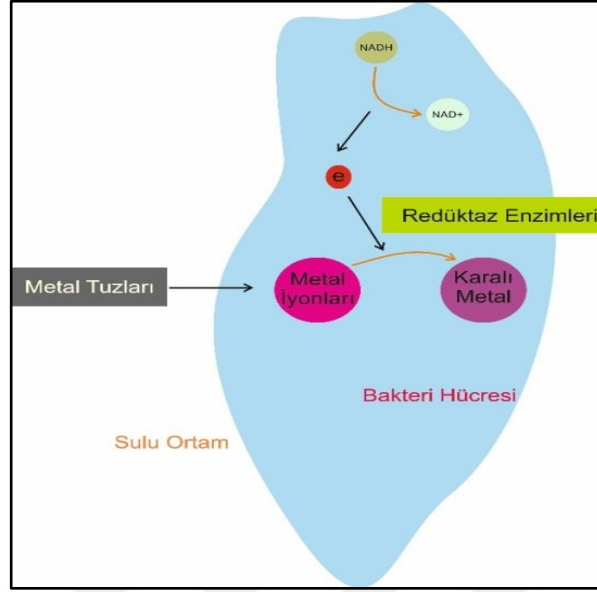 NADH
NAD+
e
Redüktaz Enzimleri
Metal Tuzları
Metal
İyonları
Karalı
Metal
Bakteri Hücresi
Sulu Ortam